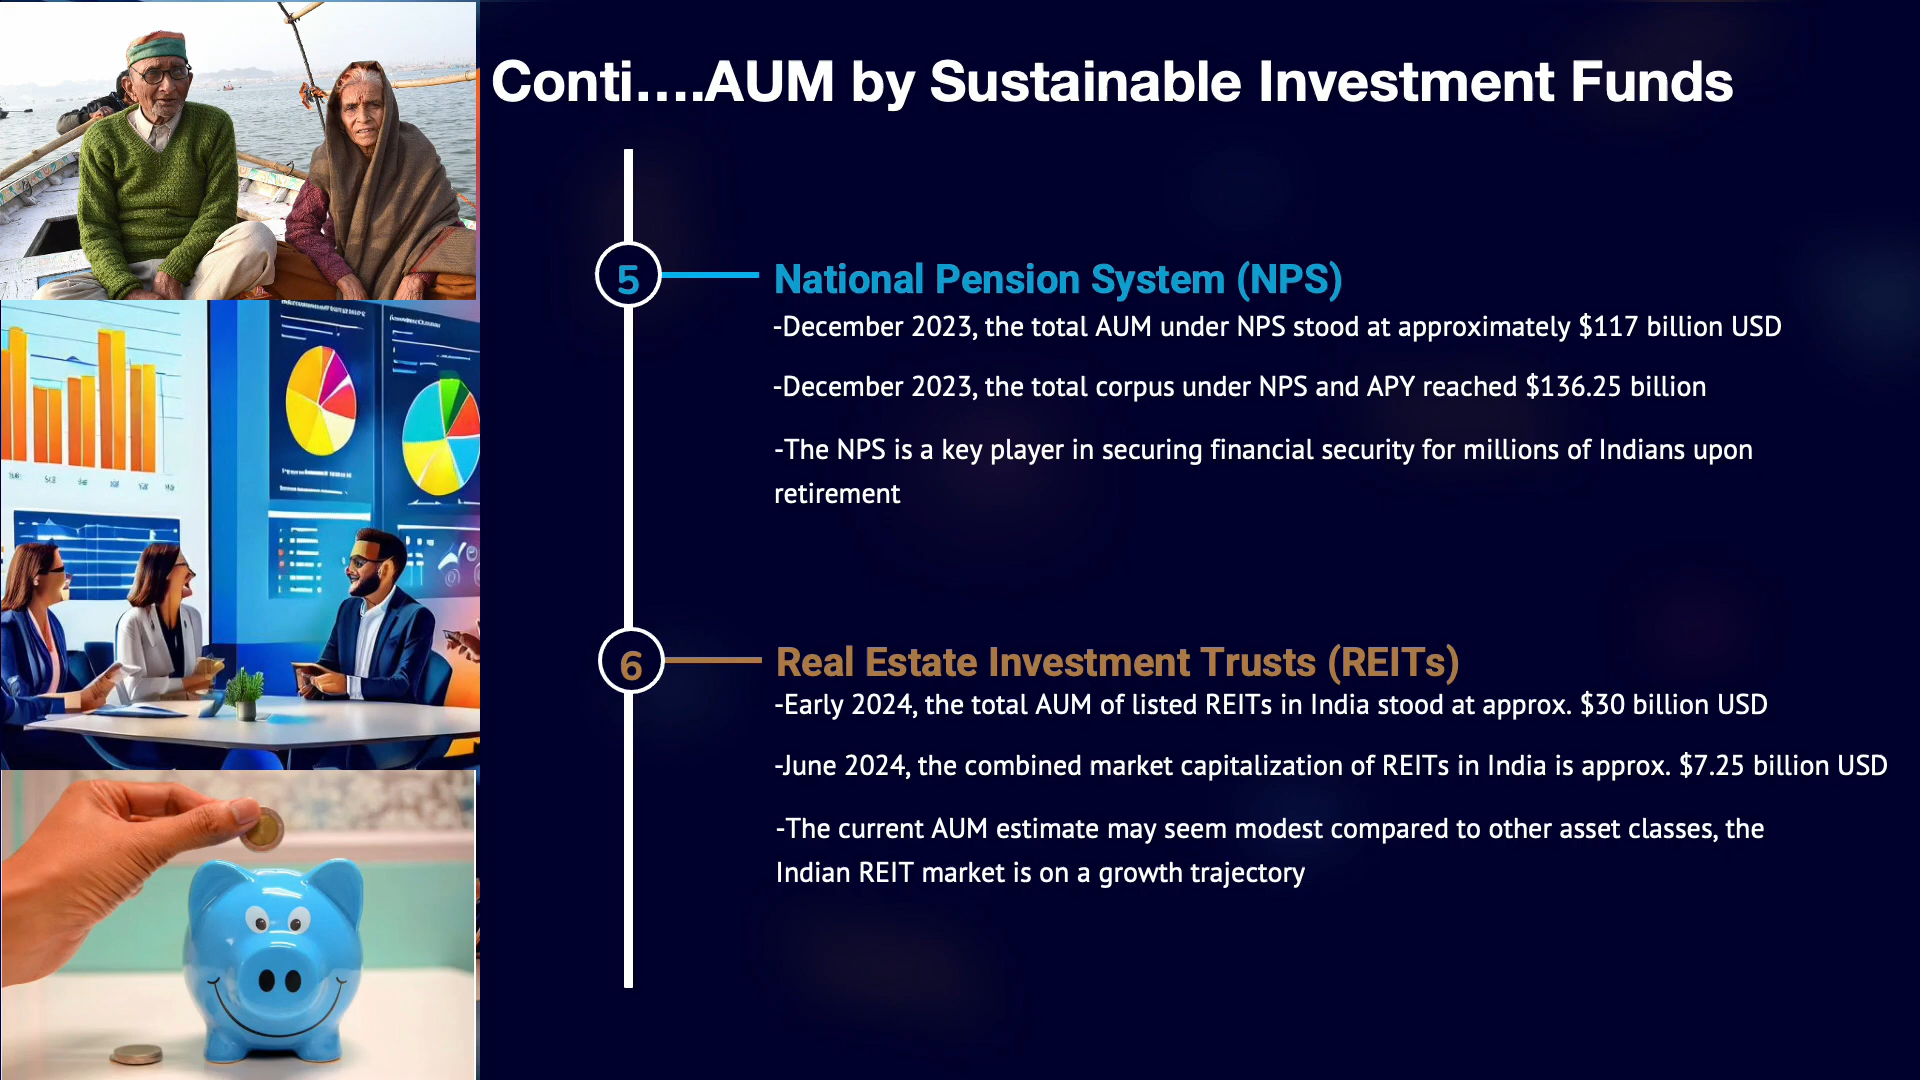 Conti....AUM by Sustainable Investment Funds
5
National Pension System (NPS)
-December 2023, the total AUM under NPS stood at approximately $117 billion USD
-December 2023, the total corpus under NPS and APY reached $136.25 billion
-The NPS is a key player in securing financial security for millions of Indians upon
retirement
6
Real Estate Investment Trusts (REITs)
-Early 2024, the total AUM of listed REITs in India stood at approx. $30 billion USD
-June 2024, the combined market capitalization of REITs in India is approx. $7.25 billion USD
-The current AUM estimate may seem modest compared to other asset classes, the
Indian REIT market is on a growth trajectory